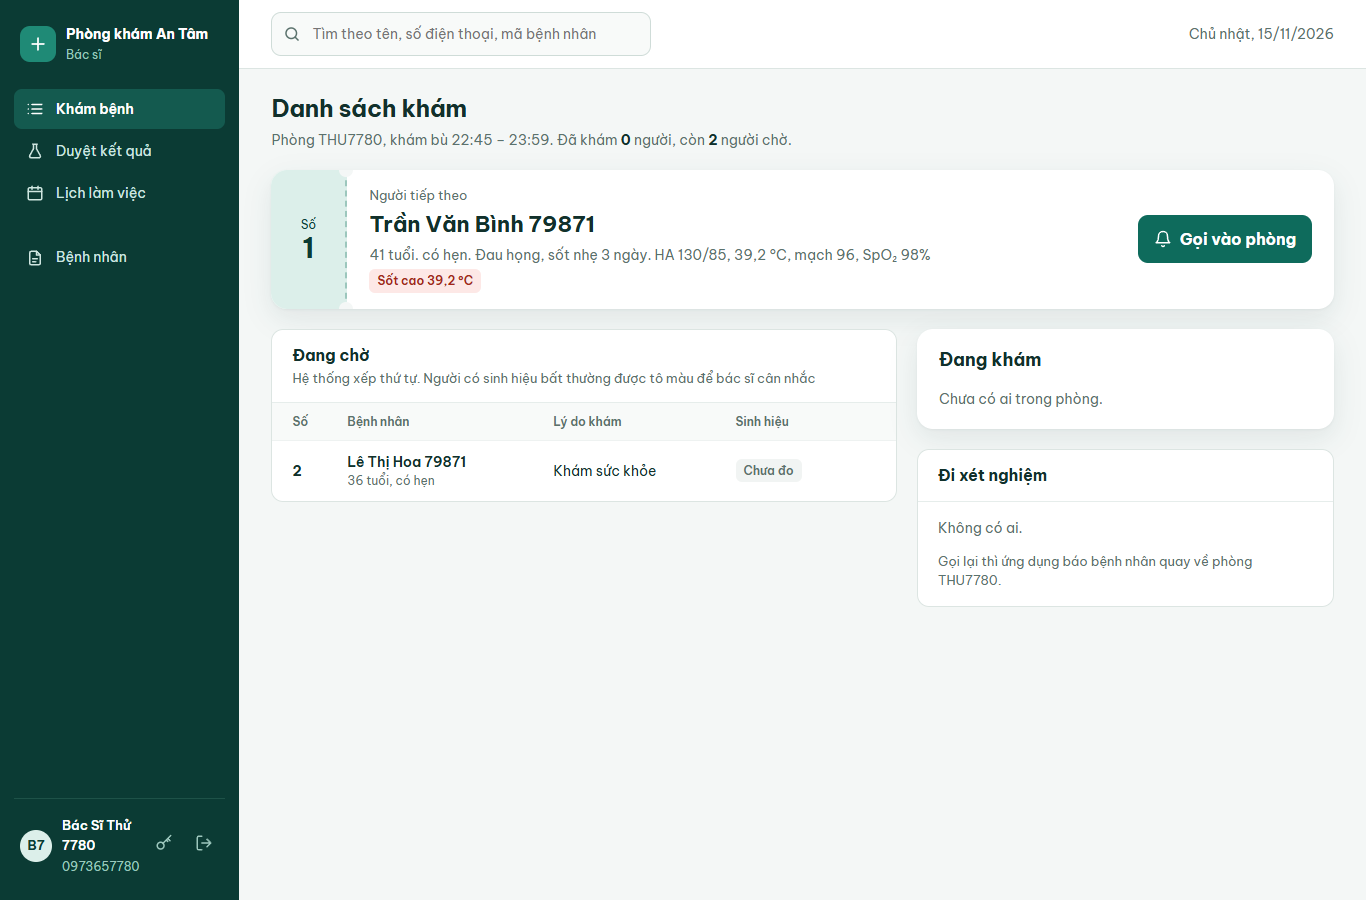 Phòng khám An Tâm
Bác sĩ
Khám bệnh
Duyệt kết quả
Lịch làm việc
Bệnh nhân
Bác Sĩ Thử
7780
B7
0973657780
Tìm theo tên, số điện thoại, mã bệnh nhân
Chủ nhật, 15/11/2026
Danh sách khám
Phòng THU7780, khám bù 22:45 – 23:59. Đã khám 0 người, còn 2 người chờ.
Số
1
Người tiếp theo
Trần Văn Bình 79871
41 tuổi. có hẹn. Đau họng, sốt nhẹ 3 ngày. HA 130/85, 39,2 °C, mạch 96, SpO₂ 98%
Sốt cao 39,2 °C
Gọi vào phòng
Đang chờ
Hệ thống xếp thứ tự. Người có sinh hiệu bất thường được tô màu để bác sĩ cân nhắc
Số Bệnh nhân Lý do khám Sinh hiệu
2 Lê Thị Hoa 79871 Khám sức khỏe Chưa đo
36 tuổi, có hẹn
Đang khám
Chưa có ai trong phòng.
Đi xét nghiệm
Không có ai.
Gọi lại thì ứng dụng báo bệnh nhân quay về phòng
THU7780.